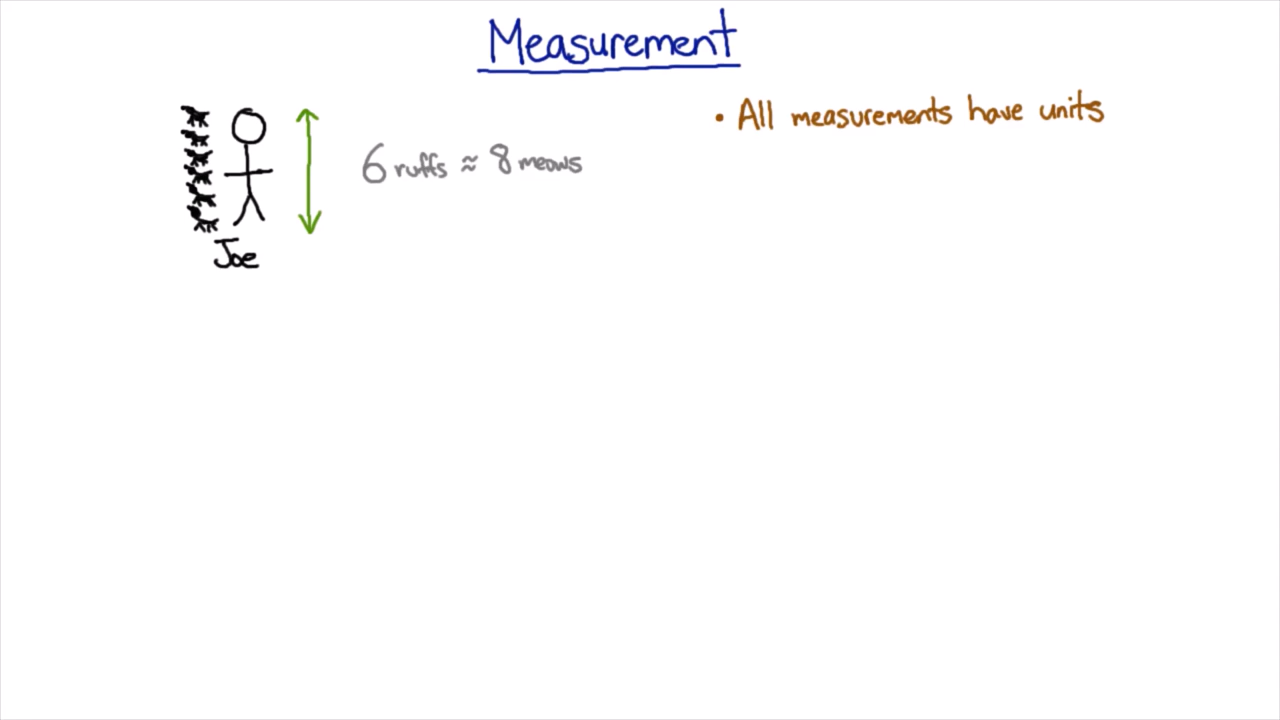 Measurement
• All measurements have units
6 ruffs ≈ 8 meows
Joe